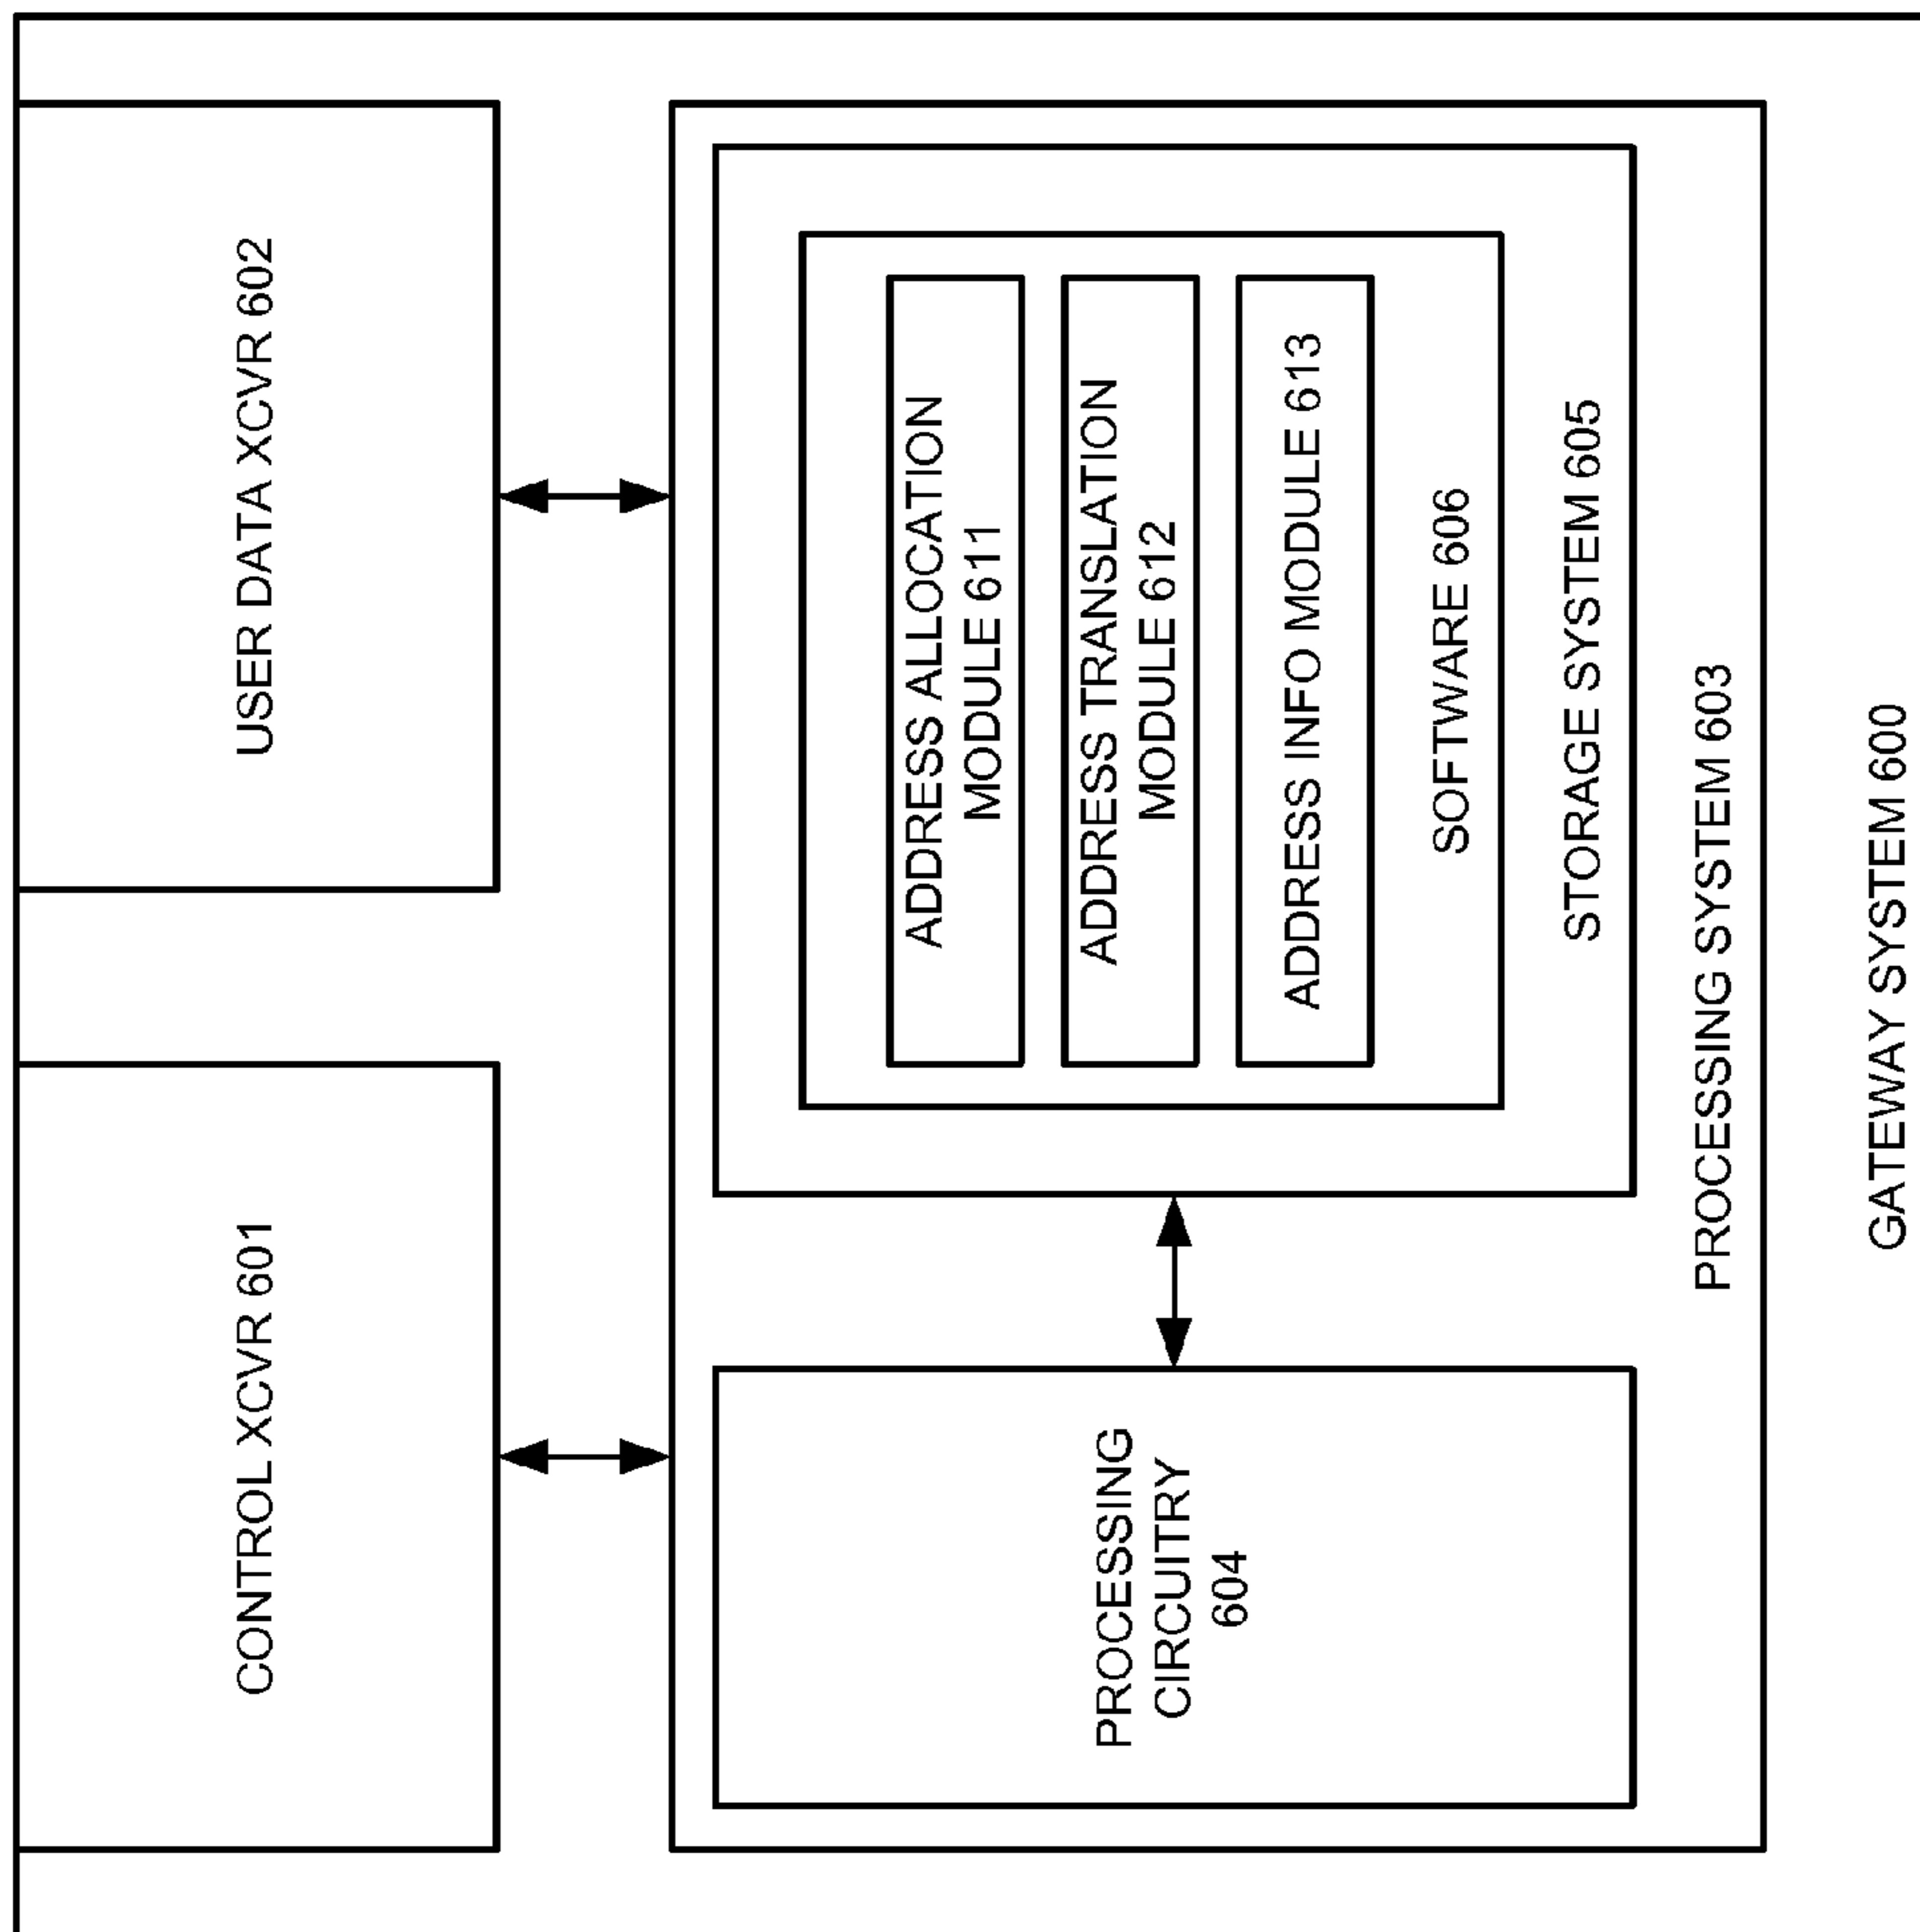 CONTROL XCVR 601
USER DATA XCVR 602
PROCESSING
CIRCUITRY
604
ADDRESS ALLOCATION
MODULE 611
ADDRESS TRANSLATION
MODULE 612
ADDRESS INFO MODULE 613
SOFTWARE 606
STORAGE SYSTEM 605
PROCESSING SYSTEM 603
GATEWAY SYSTEM 600